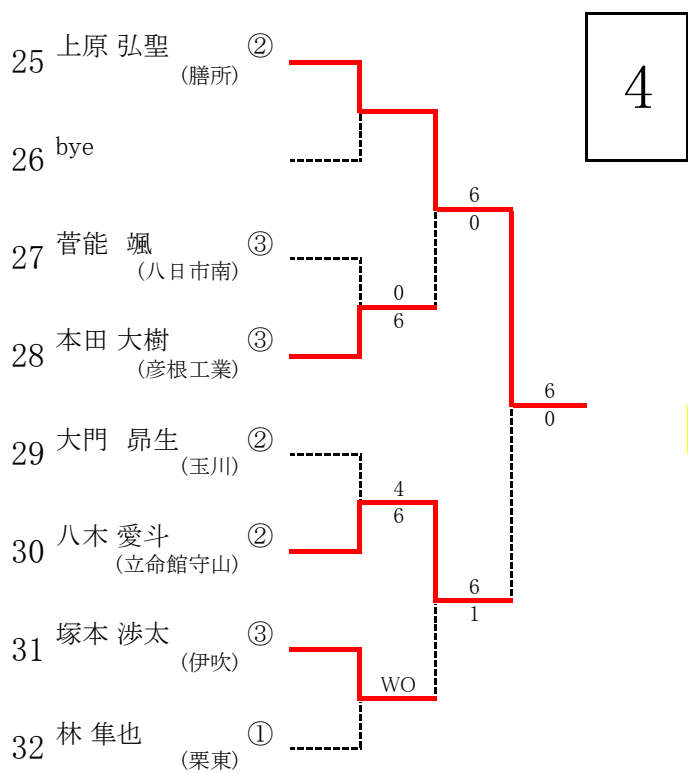 4
25 上原 弘聖 ②
(膳所)
26 bye
6
0
27 菅能 颯 ③
(八日市南)
0
6
28 本田 大樹 ③
(彦根工業)
6
0
29 大門 昴生 ②
(玉川)
4
6
30 八木 愛斗 ②
(立命館守山)
6
1
31 塚本 渉太 ③
(伊吹)
WO
32 林 隼也 ①
(栗東)